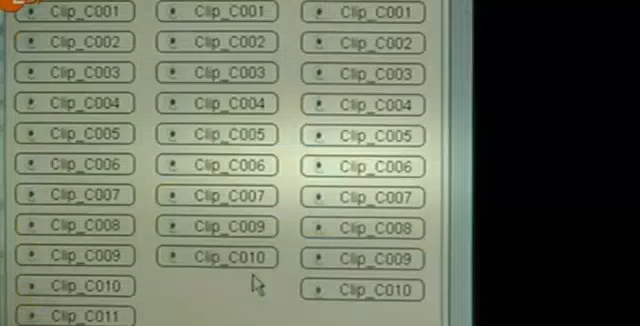 Clip_C001 Clip_C001 Clip_C001
Clip_C002 Clip_C002 Clip_C002
Clip_C003 Clip_C003 Clip_C003
Clip_C004 Clip_C004 Clip_C004
Clip_C005 Clip_C005 Clip_C005
Clip_C006 Clip_C006 Clip_C006
Clip_C007 Clip_C007 Clip_C007
Clip_C008 Clip_C009 Clip_C008
Clip_C009 Clip_C010 Clip_C009
Clip_C010 Clip_C010
Clip_C011